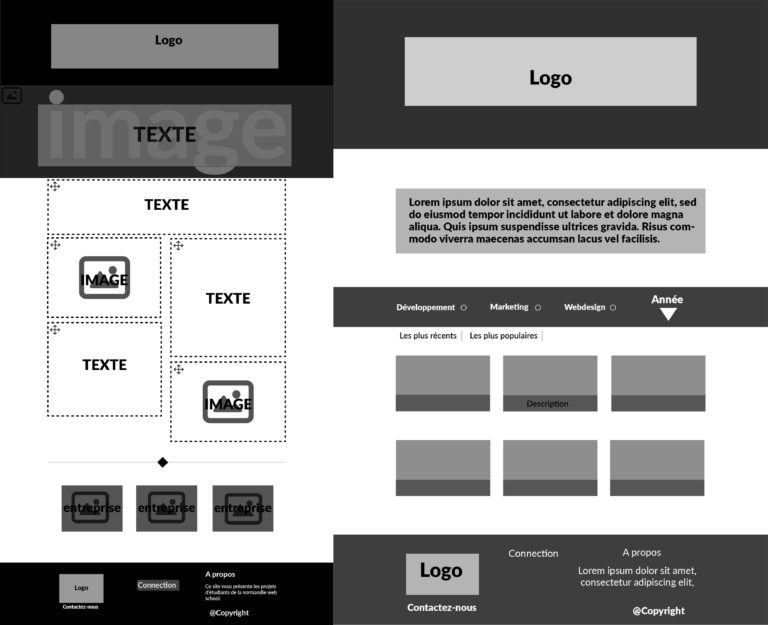 Logo
image
TEXTE
TEXTE
IMAGE
TEXTE
TEXTE
IMAGE
entreprise
entreprise
entreprise
Logo
Contactez-nous
Connection
A propos
Ce site vous présente les projets
d'étudiants de la normandie web
school.
@Copyright
Logo
Lorem ipsum dolor sit amet, consectetur adipiscing elit, sed
do eiusmod tempor incididunt ut labore et dolore magna
aliqua. Quis ipsum suspendisse ultrices gravida. Risus com-
modo viverra maecenas accumsan lacus vel facilisis.
Développement
Marketing
Webdesign
Année
Les plus récents
Les plus populaires
Description
Logo
Contactez-nous
Connection
A propos
Lorem ipsum dolor sit amet,
consectetur adipiscing elit,
@Copyright